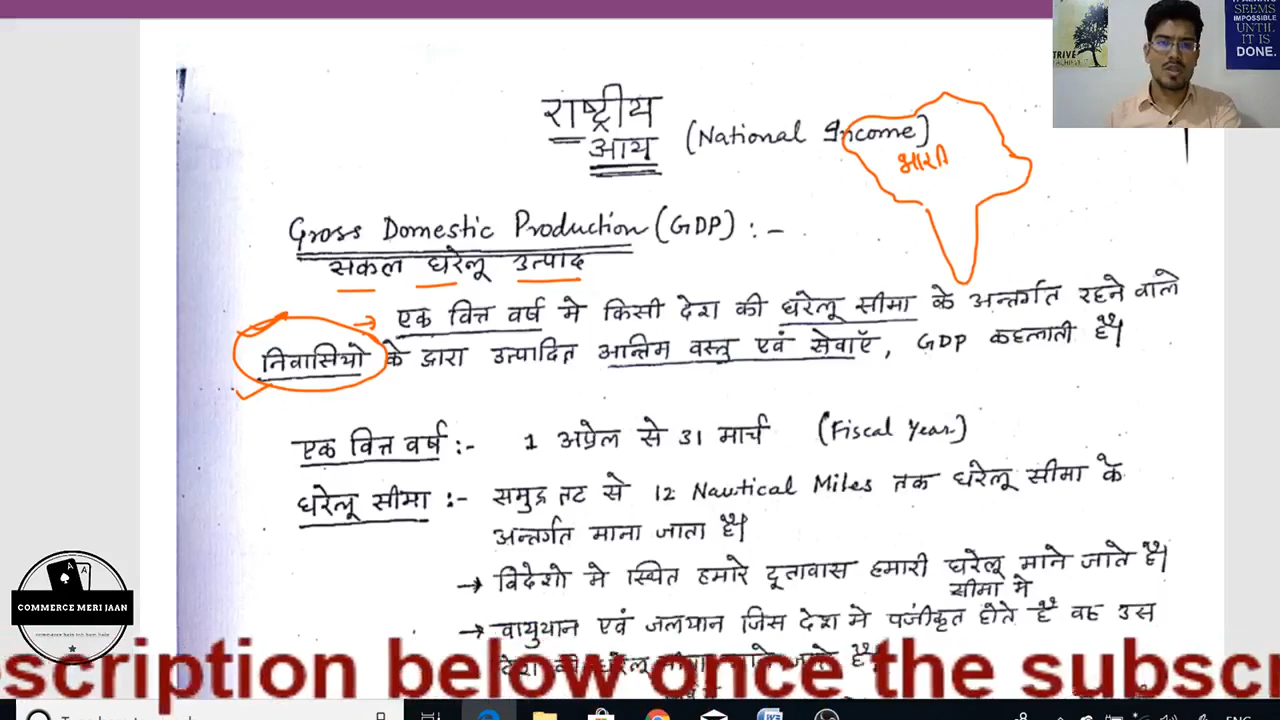 SEEMS
IMPOSSIBLE
UNTIL
IT IS
DONE.
राष्ट्रीय
आय (National Income)
Gross Domestic Production (GDP) : -
सकल घरेलू उत्पाद
→ एक वित्त वर्ष मे किसी देश की घरेलू सीमा के अन्तर्गत रहने वाले
निवासियो के द्वारा उत्पादित अन्तिम वस्तु एवं सेवाएँ, GDP कहलाती है।
एक वित्त वर्ष :- 1 अप्रेल से 31 मार्च (Fiscal Year)
घरेलू सीमा :- समुद्र तट से 12 Nautical Miles तक घरेलू सीमा के
अन्तर्गत माना जाता है।
→ विदेशो मे स्थित हमारे दूतावास हमारी घरेलू माने जाते है।
सीमा मे
→ वायुयान एवं जलयान जिस देश मे पंजीकृत होते है वह उस
COMMERCE MERI JAAN
scription below once the subscr